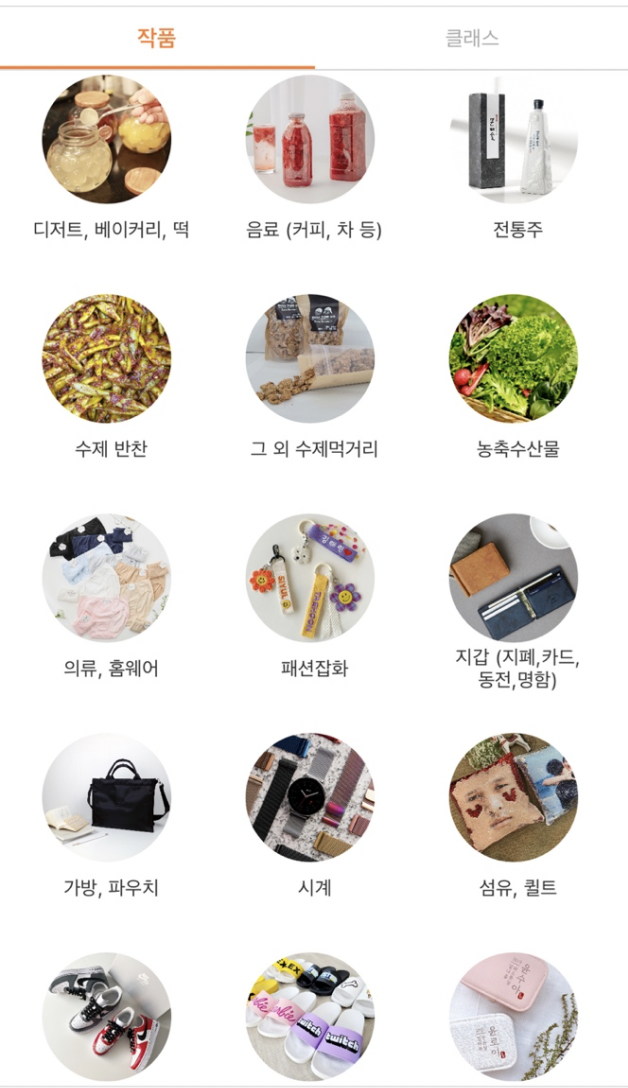 작품
클래스
디저트, 베이커리, 떡
음료 (커피, 차 등)
전통주
수제 반찬
그 외 수제먹거리
농축수산물
의류, 홈웨어
패션잡화
지갑 (지폐,카드,
동전,명함)
가방, 파우치
시계
섬유, 퀼트
twitch
twitch